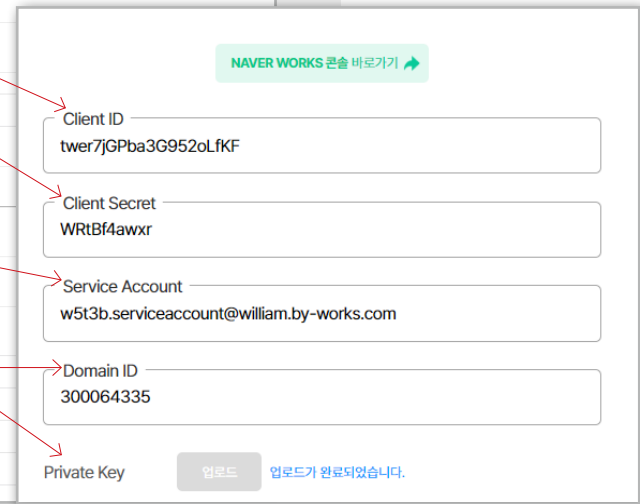 NAVER WORKS 콘솔 바로가기
Client ID
twer7jGPba3G952oLfKF
Client Secret
WRtBf4awxr
Service Account
w5t3b.serviceaccount@william.by-works.com
Domain ID
300064335
Private Key 업로드 업로드가 완료되었습니다.